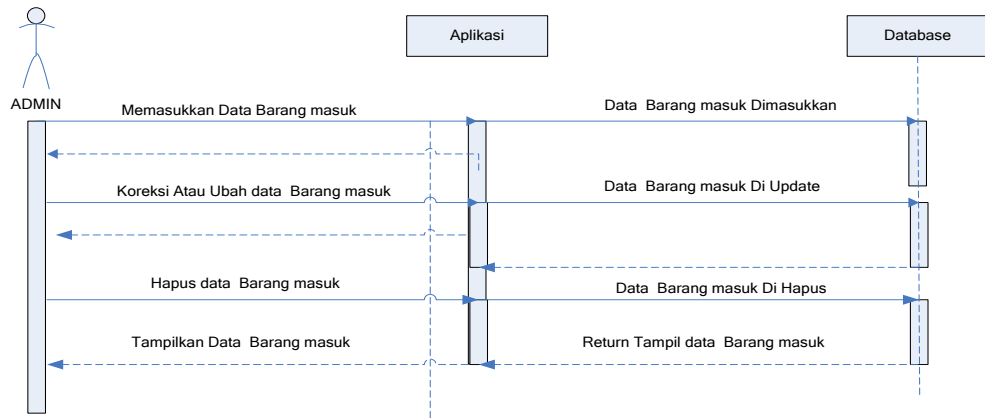 Aplikasi
Database
ADMIN
Memasukkan Data Barang masuk
Data Barang masuk Dimasukkan
Koreksi Atau Ubah data Barang masuk
Data Barang masuk Di Update
Hapus data Barang masuk
Data Barang masuk Di Hapus
Tampilkan Data Barang masuk
Return Tampil data Barang masuk